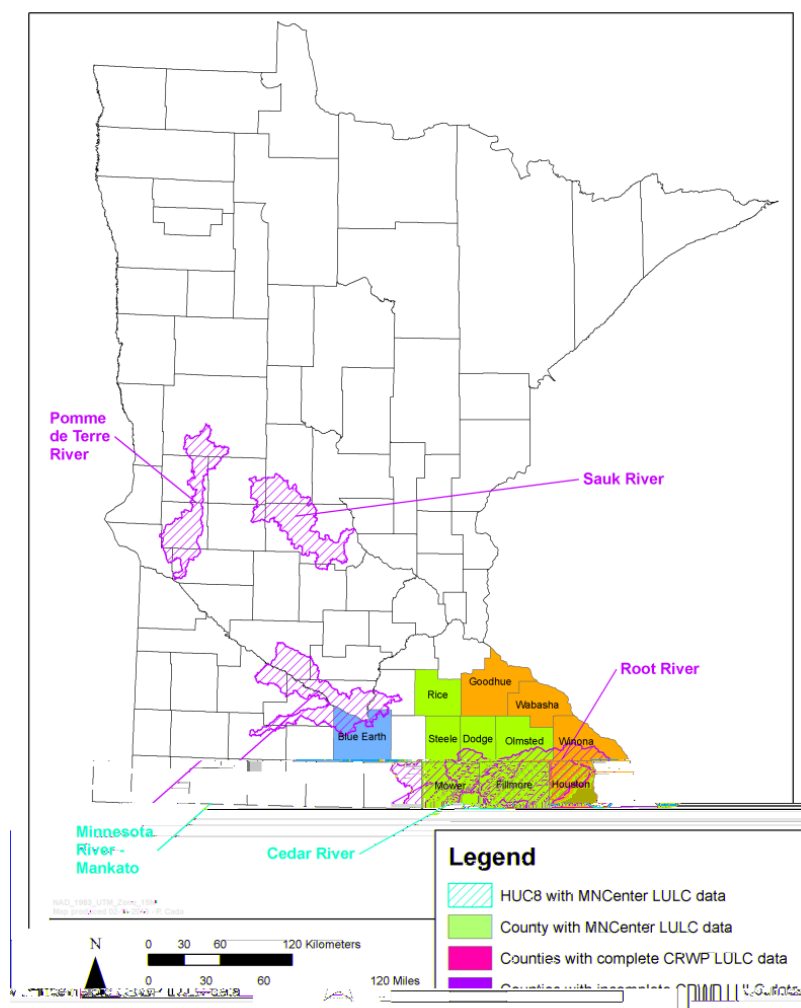 Pomme
de Terre
River
Sauk River
Root River
Goodhue
Rice
Wabasha
Blue Earth
Steele
Dodge
Olmsted
Winona
Mower
Fillmore
Houston
Minnesota
River -
Mankato
Cedar River
Legend
HUC8 with MNCenter LULC data
County with MNCenter LULC data
Counties with complete CRWP LULC data
N
0 30 60 120 Kilometers
0 30 60 120 Miles